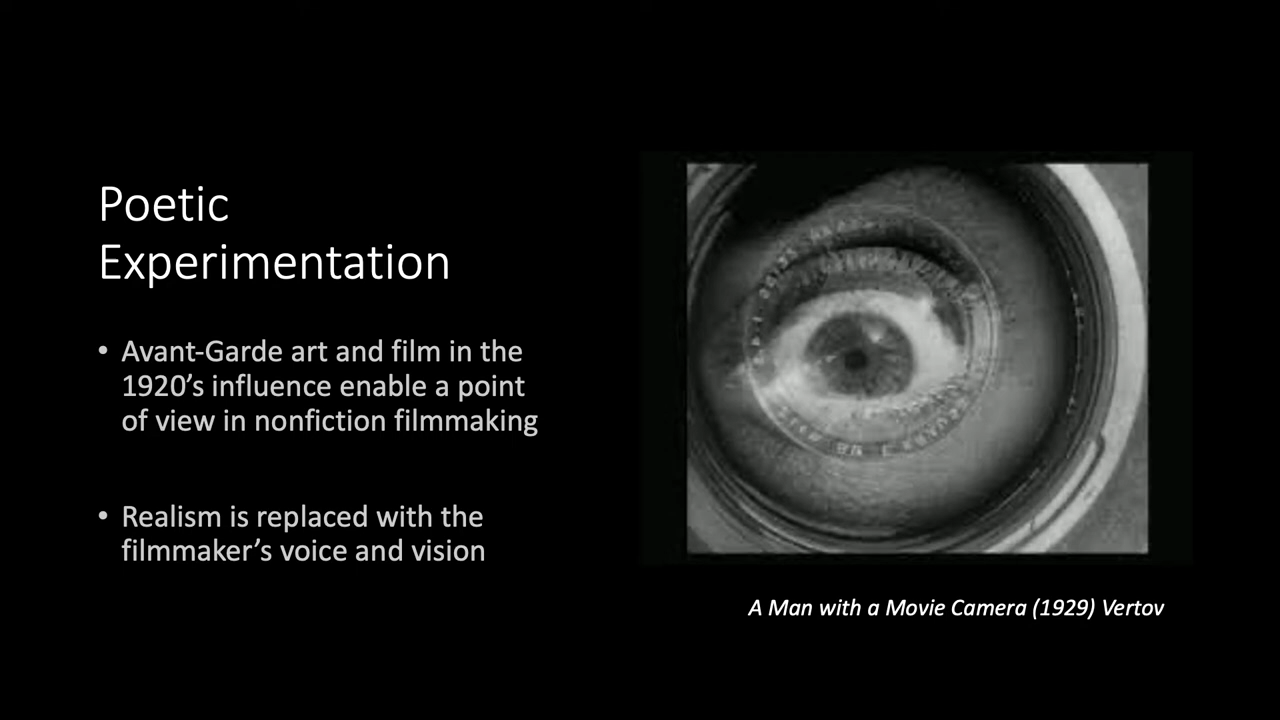 Poetic
Experimentation
• Avant-Garde art and film in the
1920’s influence enable a point
of view in nonfiction filmmaking
• Realism is replaced with the
filmmaker’s voice and vision
A Man with a Movie Camera (1929) Vertov